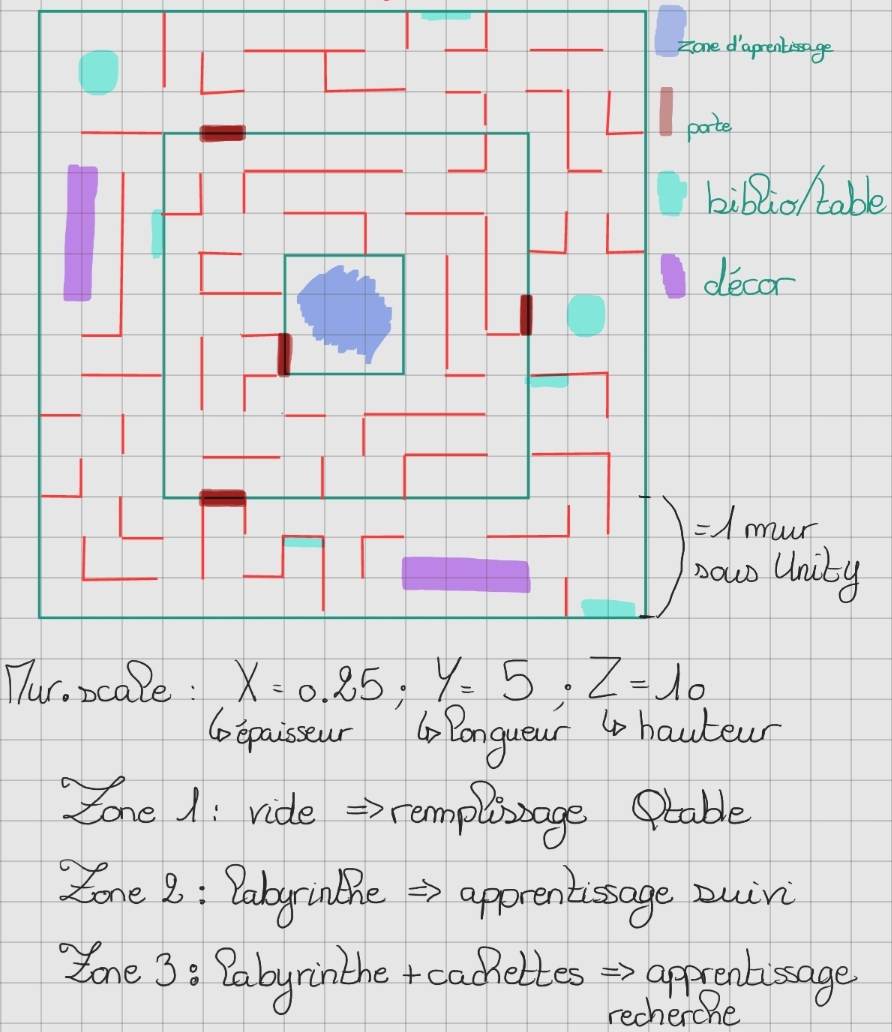 zone d'aprentissage
porte
biblio/table
décor
=1 mur
sous Unity
Mur.scale : X = 0.25 ; Y = 5 ; Z = 10
↳ épaisseur ↳ longueur ↳ hauteur
Zone 1 : vide => remplissage Qtable
Zone 2 : labyrinthe => apprentissage suivi
Zone 3 : labyrinthe + cachettes => apprentissage
recherche